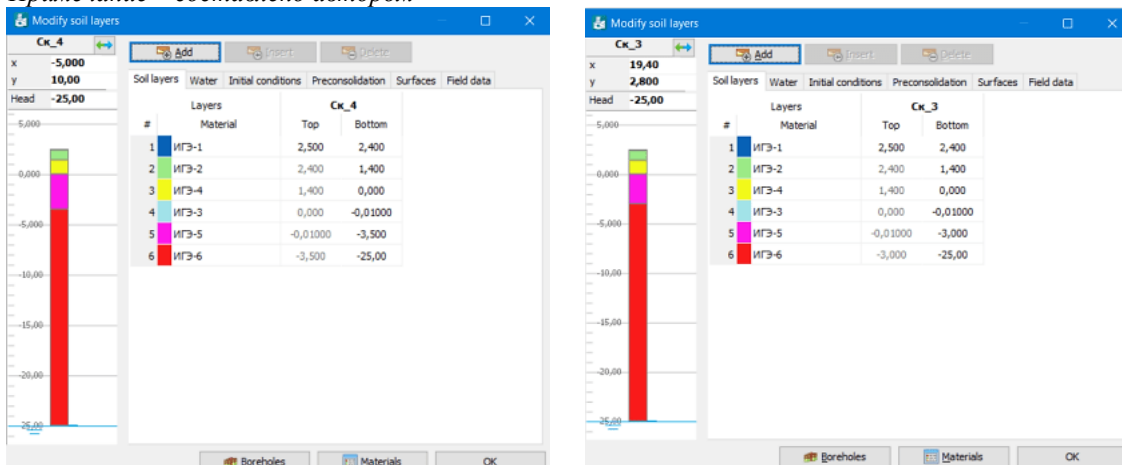 Modify soil layers
Ск_4
x -5,000
y 10,00
Head -25,00
5,000
0,000
-5,000
-10,00
-15,00
-20,00
-25,00
Add Insert Delete
Soil layers Water Initial conditions Preconsolidation Surfaces Field data
Layers Ск_4
# Material Top Bottom
1 ИГЭ-1 2,500 2,400
2 ИГЭ-2 2,400 1,400
3 ИГЭ-4 1,400 0,000
4 ИГЭ-3 0,000 -0,01000
5 ИГЭ-5 -0,01000 -3,500
6 ИГЭ-6 -3,500 -25,00
Boreholes Materials OK
Modify soil layers
Ск_3
x 19,40
y 2,800
Head -25,00
5,000
0,000
-5,000
-10,00
-15,00
-20,00
-25,00
Add Insert Delete
Soil layers Water Initial conditions Preconsolidation Surfaces Field data
Layers Ск_3
# Material Top Bottom
1 ИГЭ-1 2,500 2,400
2 ИГЭ-2 2,400 1,400
3 ИГЭ-4 1,400 0,000
4 ИГЭ-3 0,000 -0,01000
5 ИГЭ-5 -0,01000 -3,000
6 ИГЭ-6 -3,000 -25,00
Boreholes Materials OK